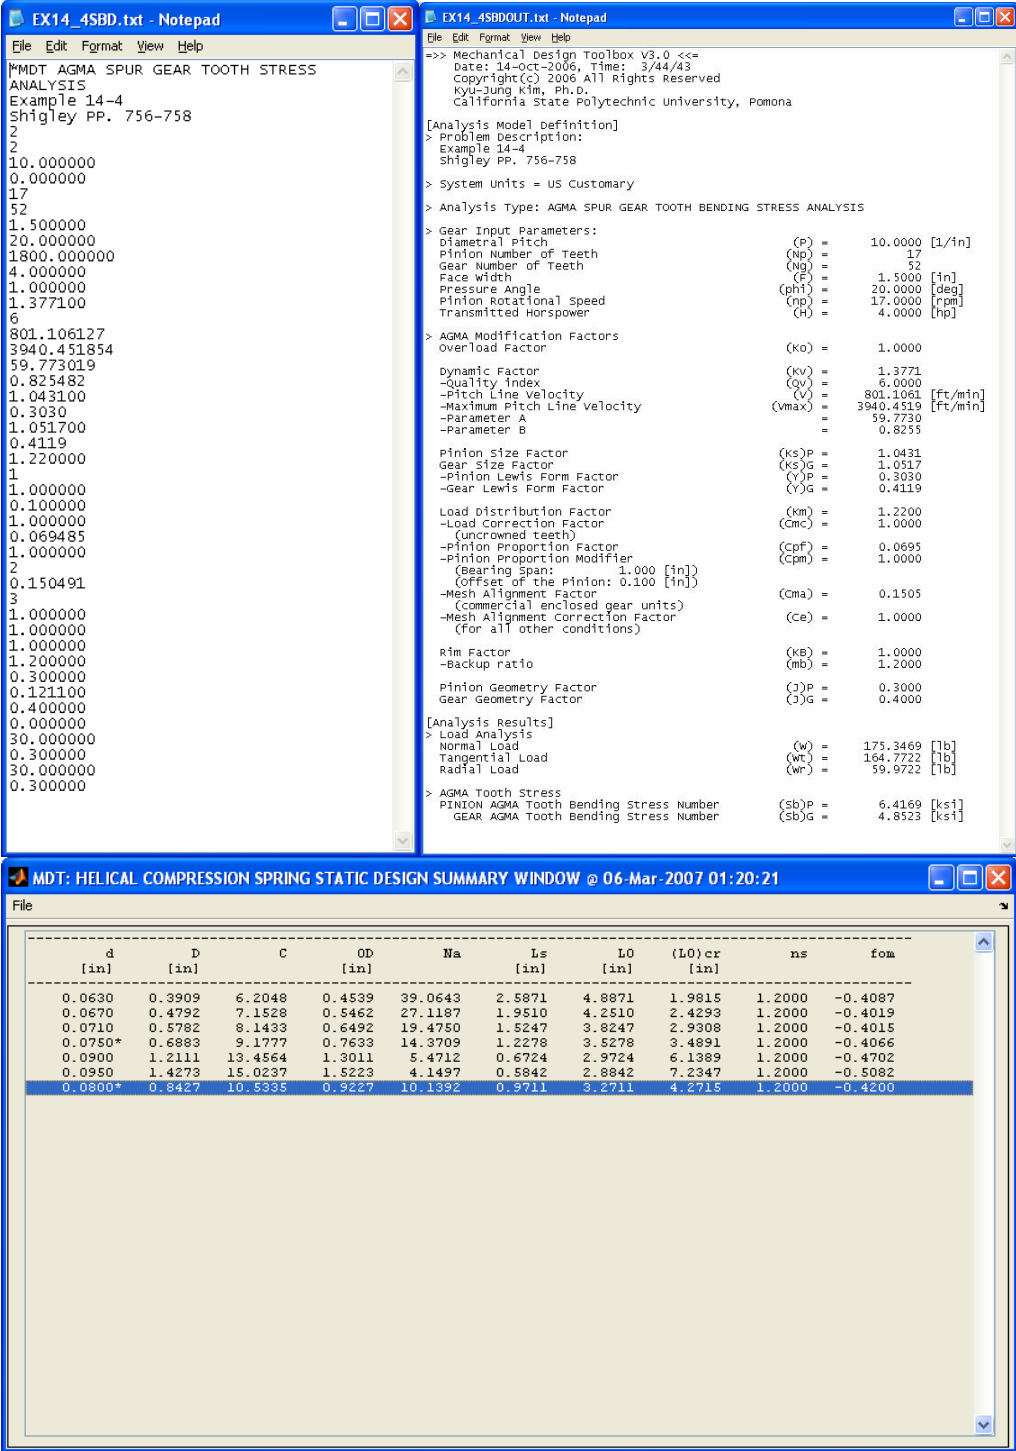 EX14_4SBD.txt - Notepad
File Edit Format View Help
*MDT AGMA SPUR GEAR TOOTH STRESS
ANALYSIS
Example 14-4
Shigley PP. 756-758
2
2
10.000000
0.000000
17
52
1.500000
20.000000
1800.000000
4.000000
1.000000
1.377100
6
801.106127
3940.451854
59.773019
0.825482
1.043100
0.3030
1.051700
0.4119
1.220000
1
1.000000
0.100000
1.000000
0.069485
1.000000
2
0.150491
3
1.000000
1.000000
1.000000
1.200000
0.300000
0.121100
0.400000
0.000000
30.000000
0.300000
30.000000
0.300000
EX14_4SBDOUT.txt - Notepad
File Edit Format View Help
=>> Mechanical Design Toolbox V3.0 <<=
Date: 14-Oct-2006, Time: 3/44/43
Copyright(c) 2006 All Rights Reserved
Kyu-Jung Kim, Ph.D.
California State Polytechnic University, Pomona
[Analysis Model Definition]
> Problem Description:
Example 14-4
Shigley PP. 756-758
> System Units = US Customary
> Analysis Type: AGMA SPUR GEAR TOOTH BENDING STRESS ANALYSIS
> Gear Input Parameters:
Diametral Pitch (P) = 10.0000 [1/in]
Pinion Number of Teeth (Np) = 17
Gear Number of Teeth (Ng) = 52
Face Width (F) = 1.5000 [in]
Pressure Angle (phi) = 20.0000 [deg]
Pinion Rotational Speed (np) = 17.0000 [rpm]
Transmitted Horspower (H) = 4.0000 [hp]
> AGMA Modification Factors
Overload Factor (Ko) = 1.0000
Dynamic Factor (Kv) = 1.3771
-Quality index (Qv) = 6.0000
-Pitch Line Velocity (V) = 801.1061 [ft/min]
-Maximum Pitch Line Velocity (Vmax) = 3940.4519 [ft/min]
-Parameter A = 59.7730
-Parameter B = 0.8255
Pinion Size Factor (Ks)P = 1.0431
Gear Size Factor (Ks)G = 1.0517
-Pinion Lewis Form Factor (Y)P = 0.3030
-Gear Lewis Form Factor (Y)G = 0.4119
Load Distribution Factor (Km) = 1.2200
-Load Correction Factor (Cmc) = 1.0000
(uncrowned teeth)
-Pinion Proportion Factor (Cpf) = 0.0695
-Pinion Proportion Modifier (Cpm) = 1.0000
(Bearing Span: 1.000 [in])
(Offset of the Pinion: 0.100 [in])
-Mesh Alignment Factor (Cma) = 0.1505
(commercial enclosed gear units)
-Mesh Alignment Correction Factor (Ce) = 1.0000
(for all other conditions)
Rim Factor (KB) = 1.0000
-Backup ratio (mb) = 1.2000
Pinion Geometry Factor (J)P = 0.3000
Gear Geometry Factor (J)G = 0.4000
[Analysis Results]
> Load Analysis
Normal Load (W) = 175.3469 [lb]
Tangential Load (Wt) = 164.7722 [lb]
Radial Load (Wr) = 59.9722 [lb]
> AGMA Tooth Stress
PINION AGMA Tooth Bending Stress Number (Sb)P = 6.4169 [ksi]
GEAR AGMA Tooth Bending Stress Number (Sb)G = 4.8523 [ksi]
MDT: HELICAL COMPRESSION SPRING STATIC DESIGN SUMMARY WINDOW @ 06-Mar-2007 01:20:21
File
d D C OD Na Ls L0 (L0)cr ns fom
[in] [in] [in] [in] [in] [in]
0.0630 0.3909 6.2048 0.4539 39.0643 2.5871 4.8871 1.9815 1.2000 -0.4087
0.0670 0.4792 7.1528 0.5462 27.1187 1.9510 4.2510 2.4293 1.2000 -0.4019
0.0710 0.5782 8.1433 0.6492 19.4750 1.5247 3.8247 2.9308 1.2000 -0.4015
0.0750* 0.6883 9.1777 0.7633 14.3709 1.2278 3.5278 3.4891 1.2000 -0.4066
0.0900 1.2111 13.4564 1.3011 5.4712 0.6724 2.9724 6.1389 1.2000 -0.4702
0.0950 1.4273 15.0237 1.5223 4.1497 0.5842 2.8842 7.2347 1.2000 -0.5082
0.0800* 0.8427 10.5335 0.9227 10.1392 0.9711 3.2711 4.2715 1.2000 -0.4200